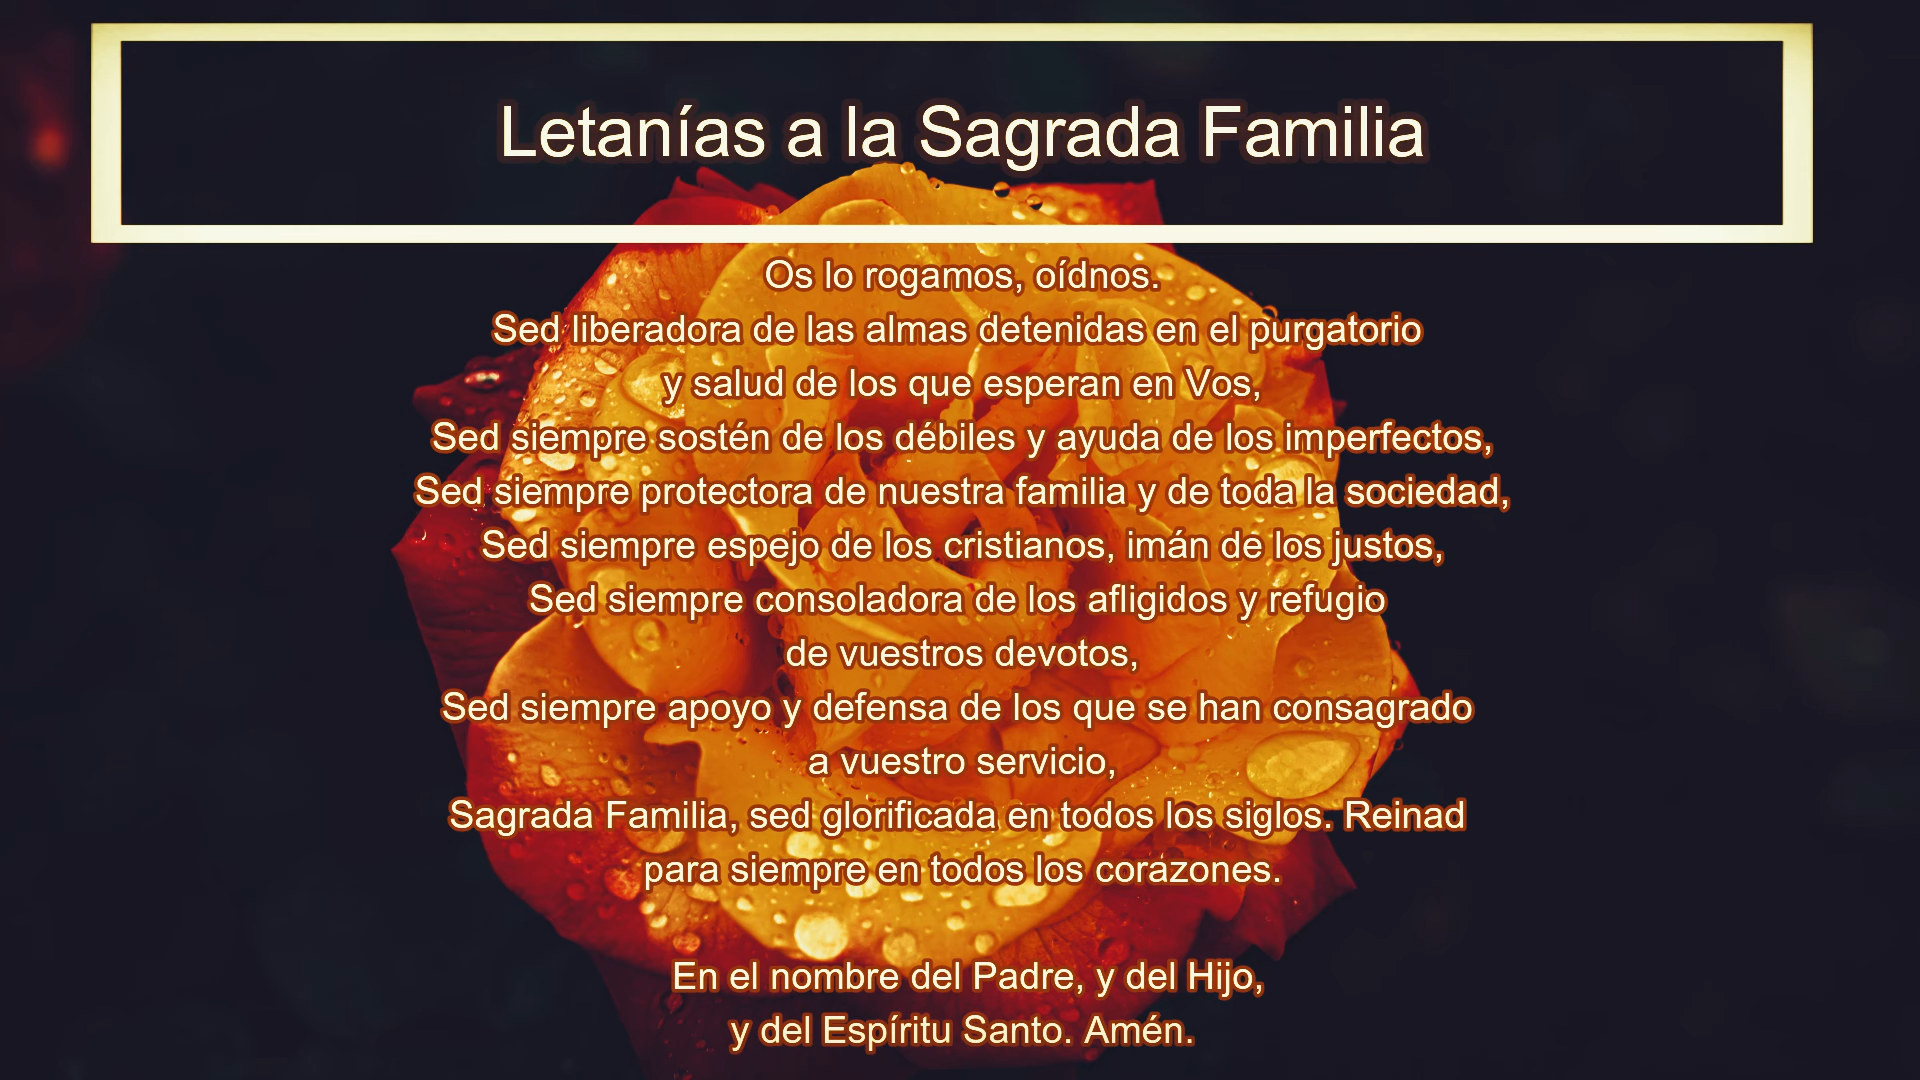 Letanías a la Sagrada Familia
Os lo rogamos, oídnos.
Sed liberadora de las almas detenidas en el purgatorio
y salud de los que esperan en Vos,
Sed siempre sostén de los débiles y ayuda de los imperfectos,
Sed siempre protectora de nuestra familia y de toda la sociedad,
Sed siempre espejo de los cristianos, imán de los justos,
Sed siempre consoladora de los afligidos y refugio
de vuestros devotos,
Sed siempre apoyo y defensa de los que se han consagrado
a vuestro servicio,
Sagrada Familia, sed glorificada en todos los siglos. Reinad
para siempre en todos los corazones.
En el nombre del Padre, y del Hijo,
y del Espíritu Santo. Amén.